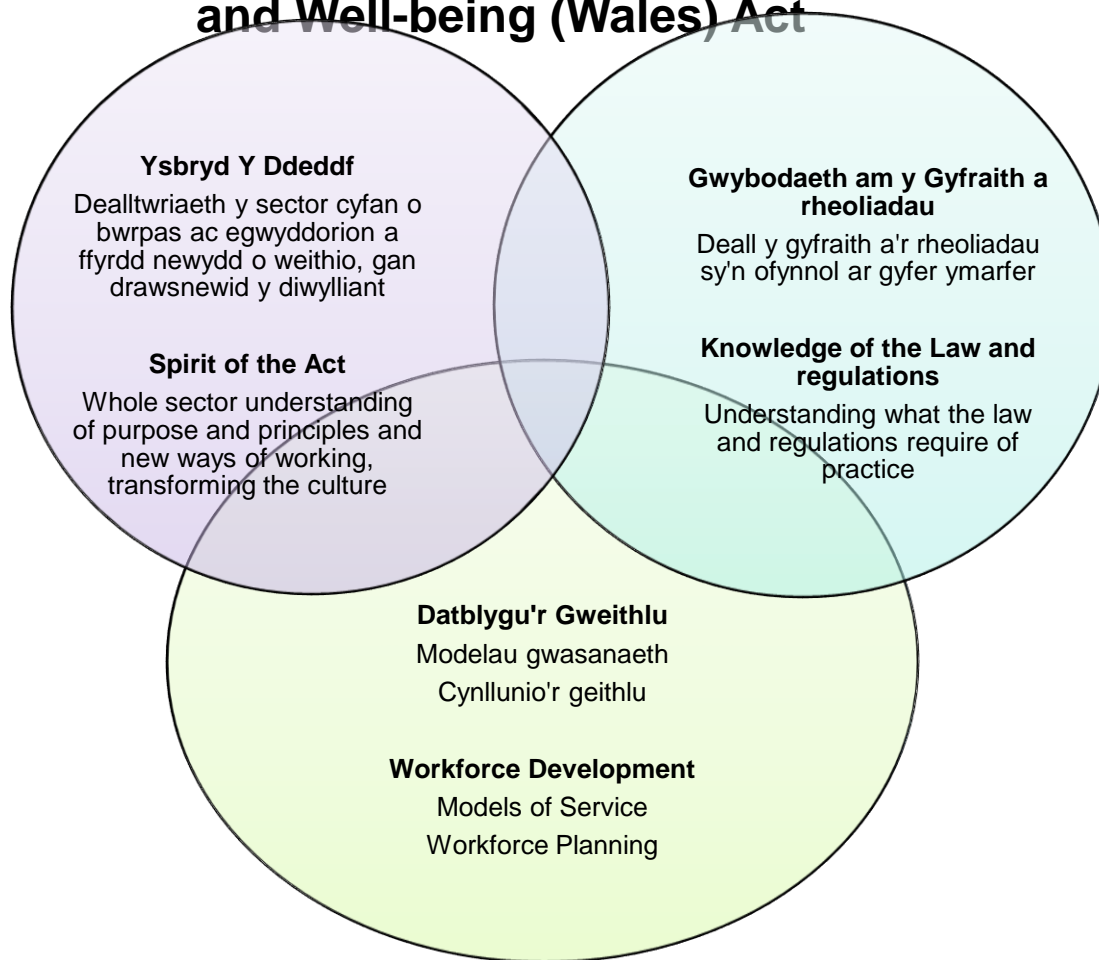 and Well-being (Wales) Act
Ysbryd Y Ddeddf
Dealltwriaeth y sector cyfan o
bwrpas ac egwyddorion a
ffyrdd newydd o weithio, gan
drawsnewid y diwylliant
Spirit of the Act
Whole sector understanding
of purpose and principles and
new ways of working,
transforming the culture
Gwybodaeth am y Gyfraith a
rheoliadau
Deall y gyfraith a'r rheoliadau
sy'n ofynnol ar gyfer ymarfer
Knowledge of the Law and
regulations
Understanding what the law
and regulations require of
practice
Datblygu'r Gweithlu
Modelau gwasanaeth
Cynllunio'r geithlu
Workforce Development
Models of Service
Workforce Planning